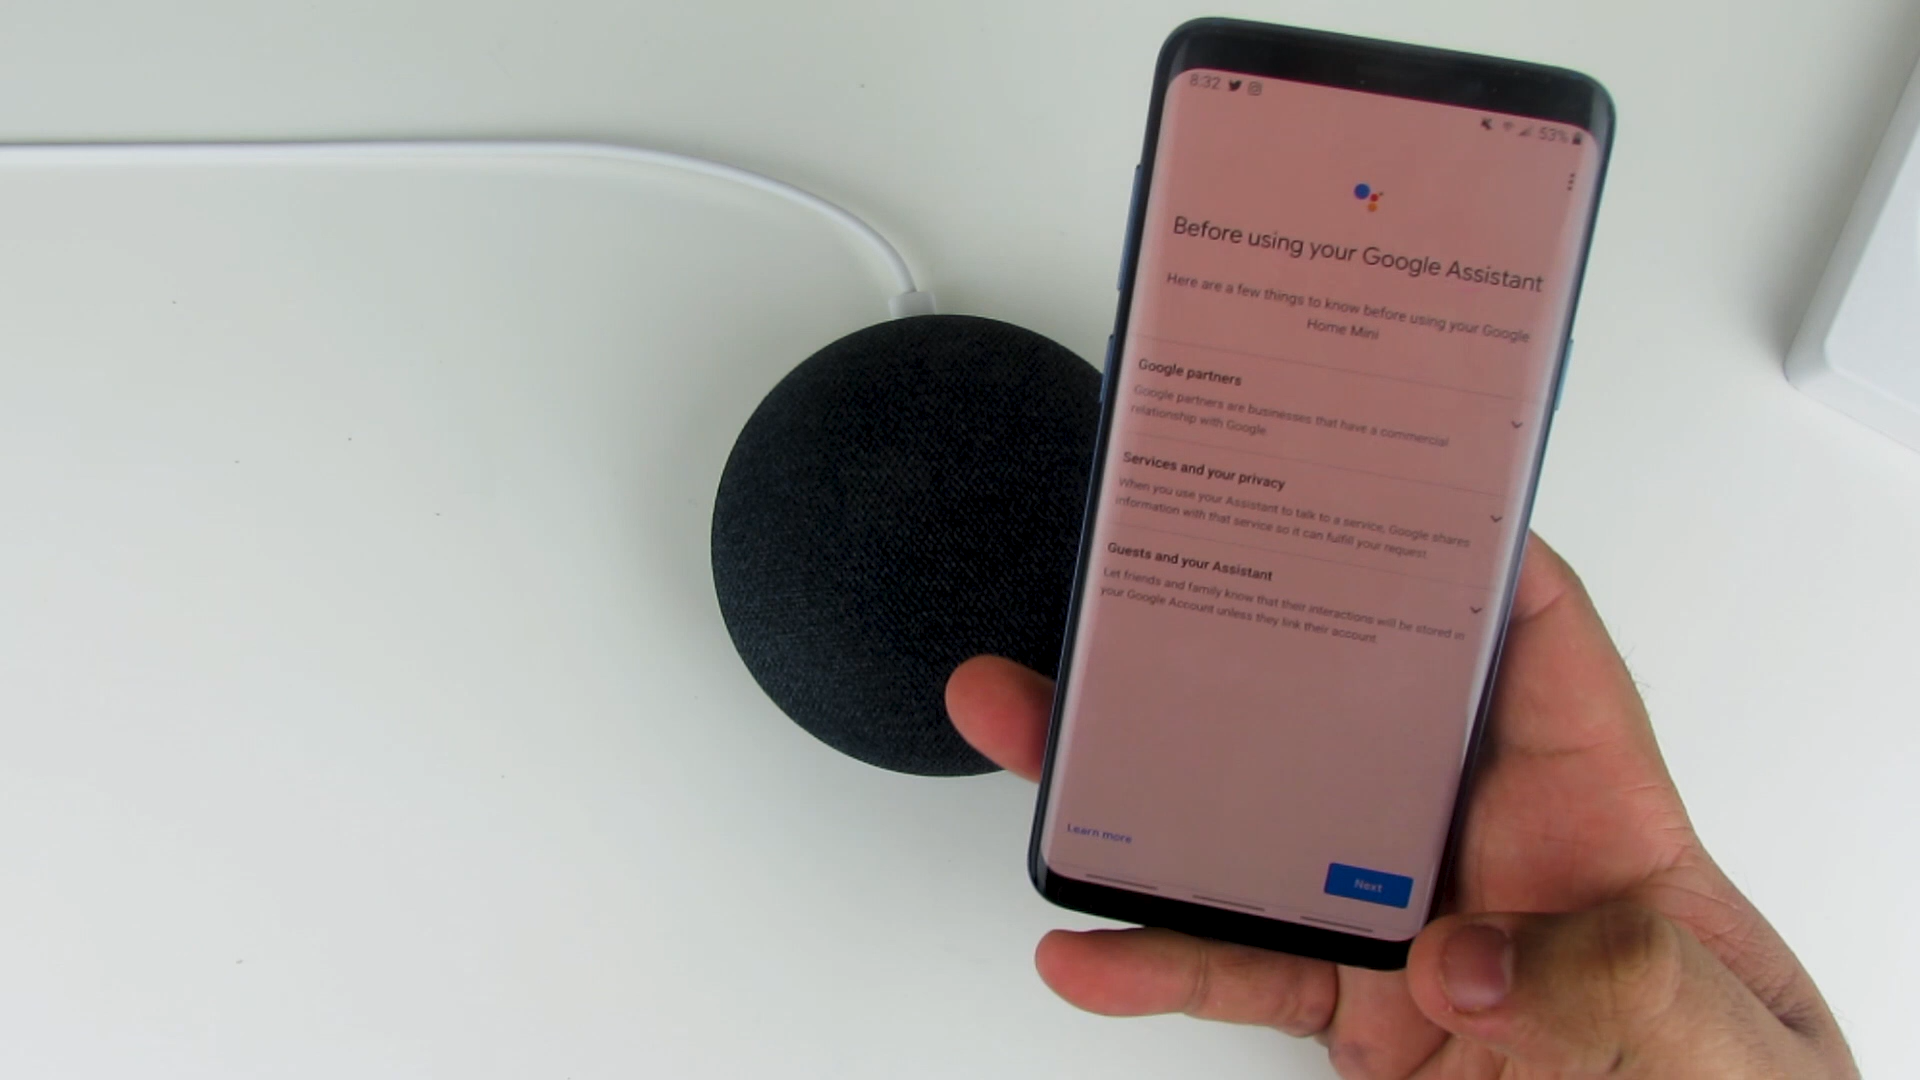 8:32
53%
Before using your Google Assistant
Here are a few things to know before using your Google
Home Mini
Google partners
Google partners are businesses that have a commercial
relationship with Google.
Services and your privacy
When you use your Assistant to talk to a service, Google shares
information with that service so it can fulfill your request.
Guests and your Assistant
Let friends and family know that their interactions will be stored in
your Google Account unless they link their account.
Learn more
Next